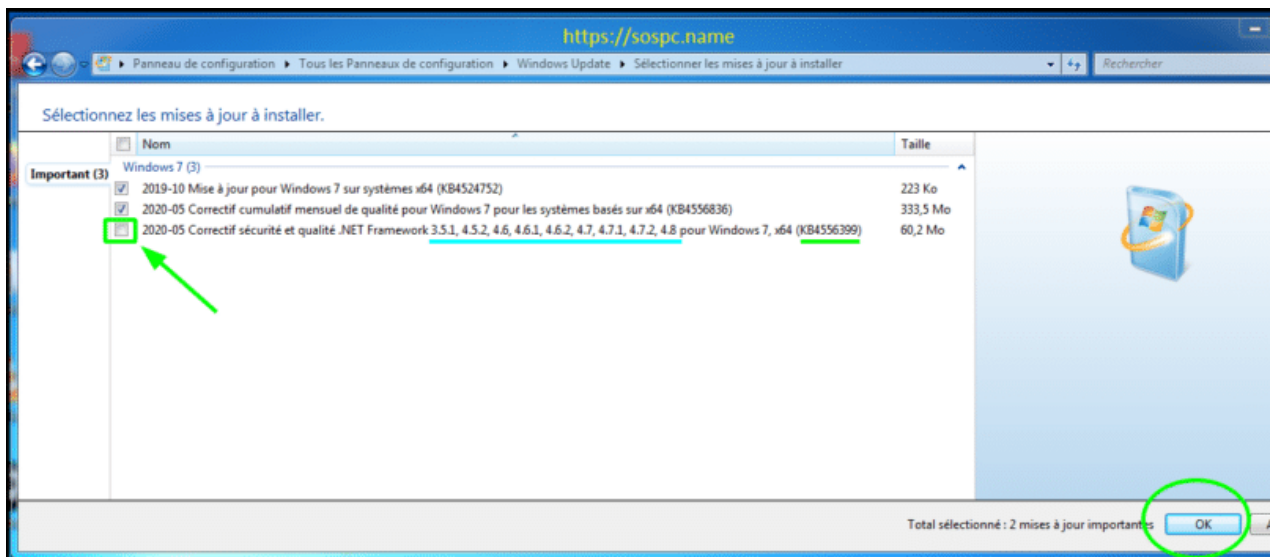 https://sospc.name
Panneau de configuration ▸ Tous les Panneaux de configuration ▸ Windows Update ▸ Sélectionner les mises à jour à installer
Rechercher
Sélectionnez les mises à jour à installer.
Nom
Taille
Important (3)
Windows 7 (3)
2019-10 Mise à jour pour Windows 7 sur systèmes x64 (KB4524752) 223 Ko
2020-05 Correctif cumulatif mensuel de qualité pour Windows 7 pour les systèmes basés sur x64 (KB4556836) 333,5 Mo
2020-05 Correctif sécurité et qualité .NET Framework 3.5.1, 4.5.2, 4.6, 4.6.1, 4.6.2, 4.7, 4.7.1, 4.7.2, 4.8 pour Windows 7, x64 (KB4556399) 60,2 Mo
Total sélectionné : 2 mises à jour importantes
OK